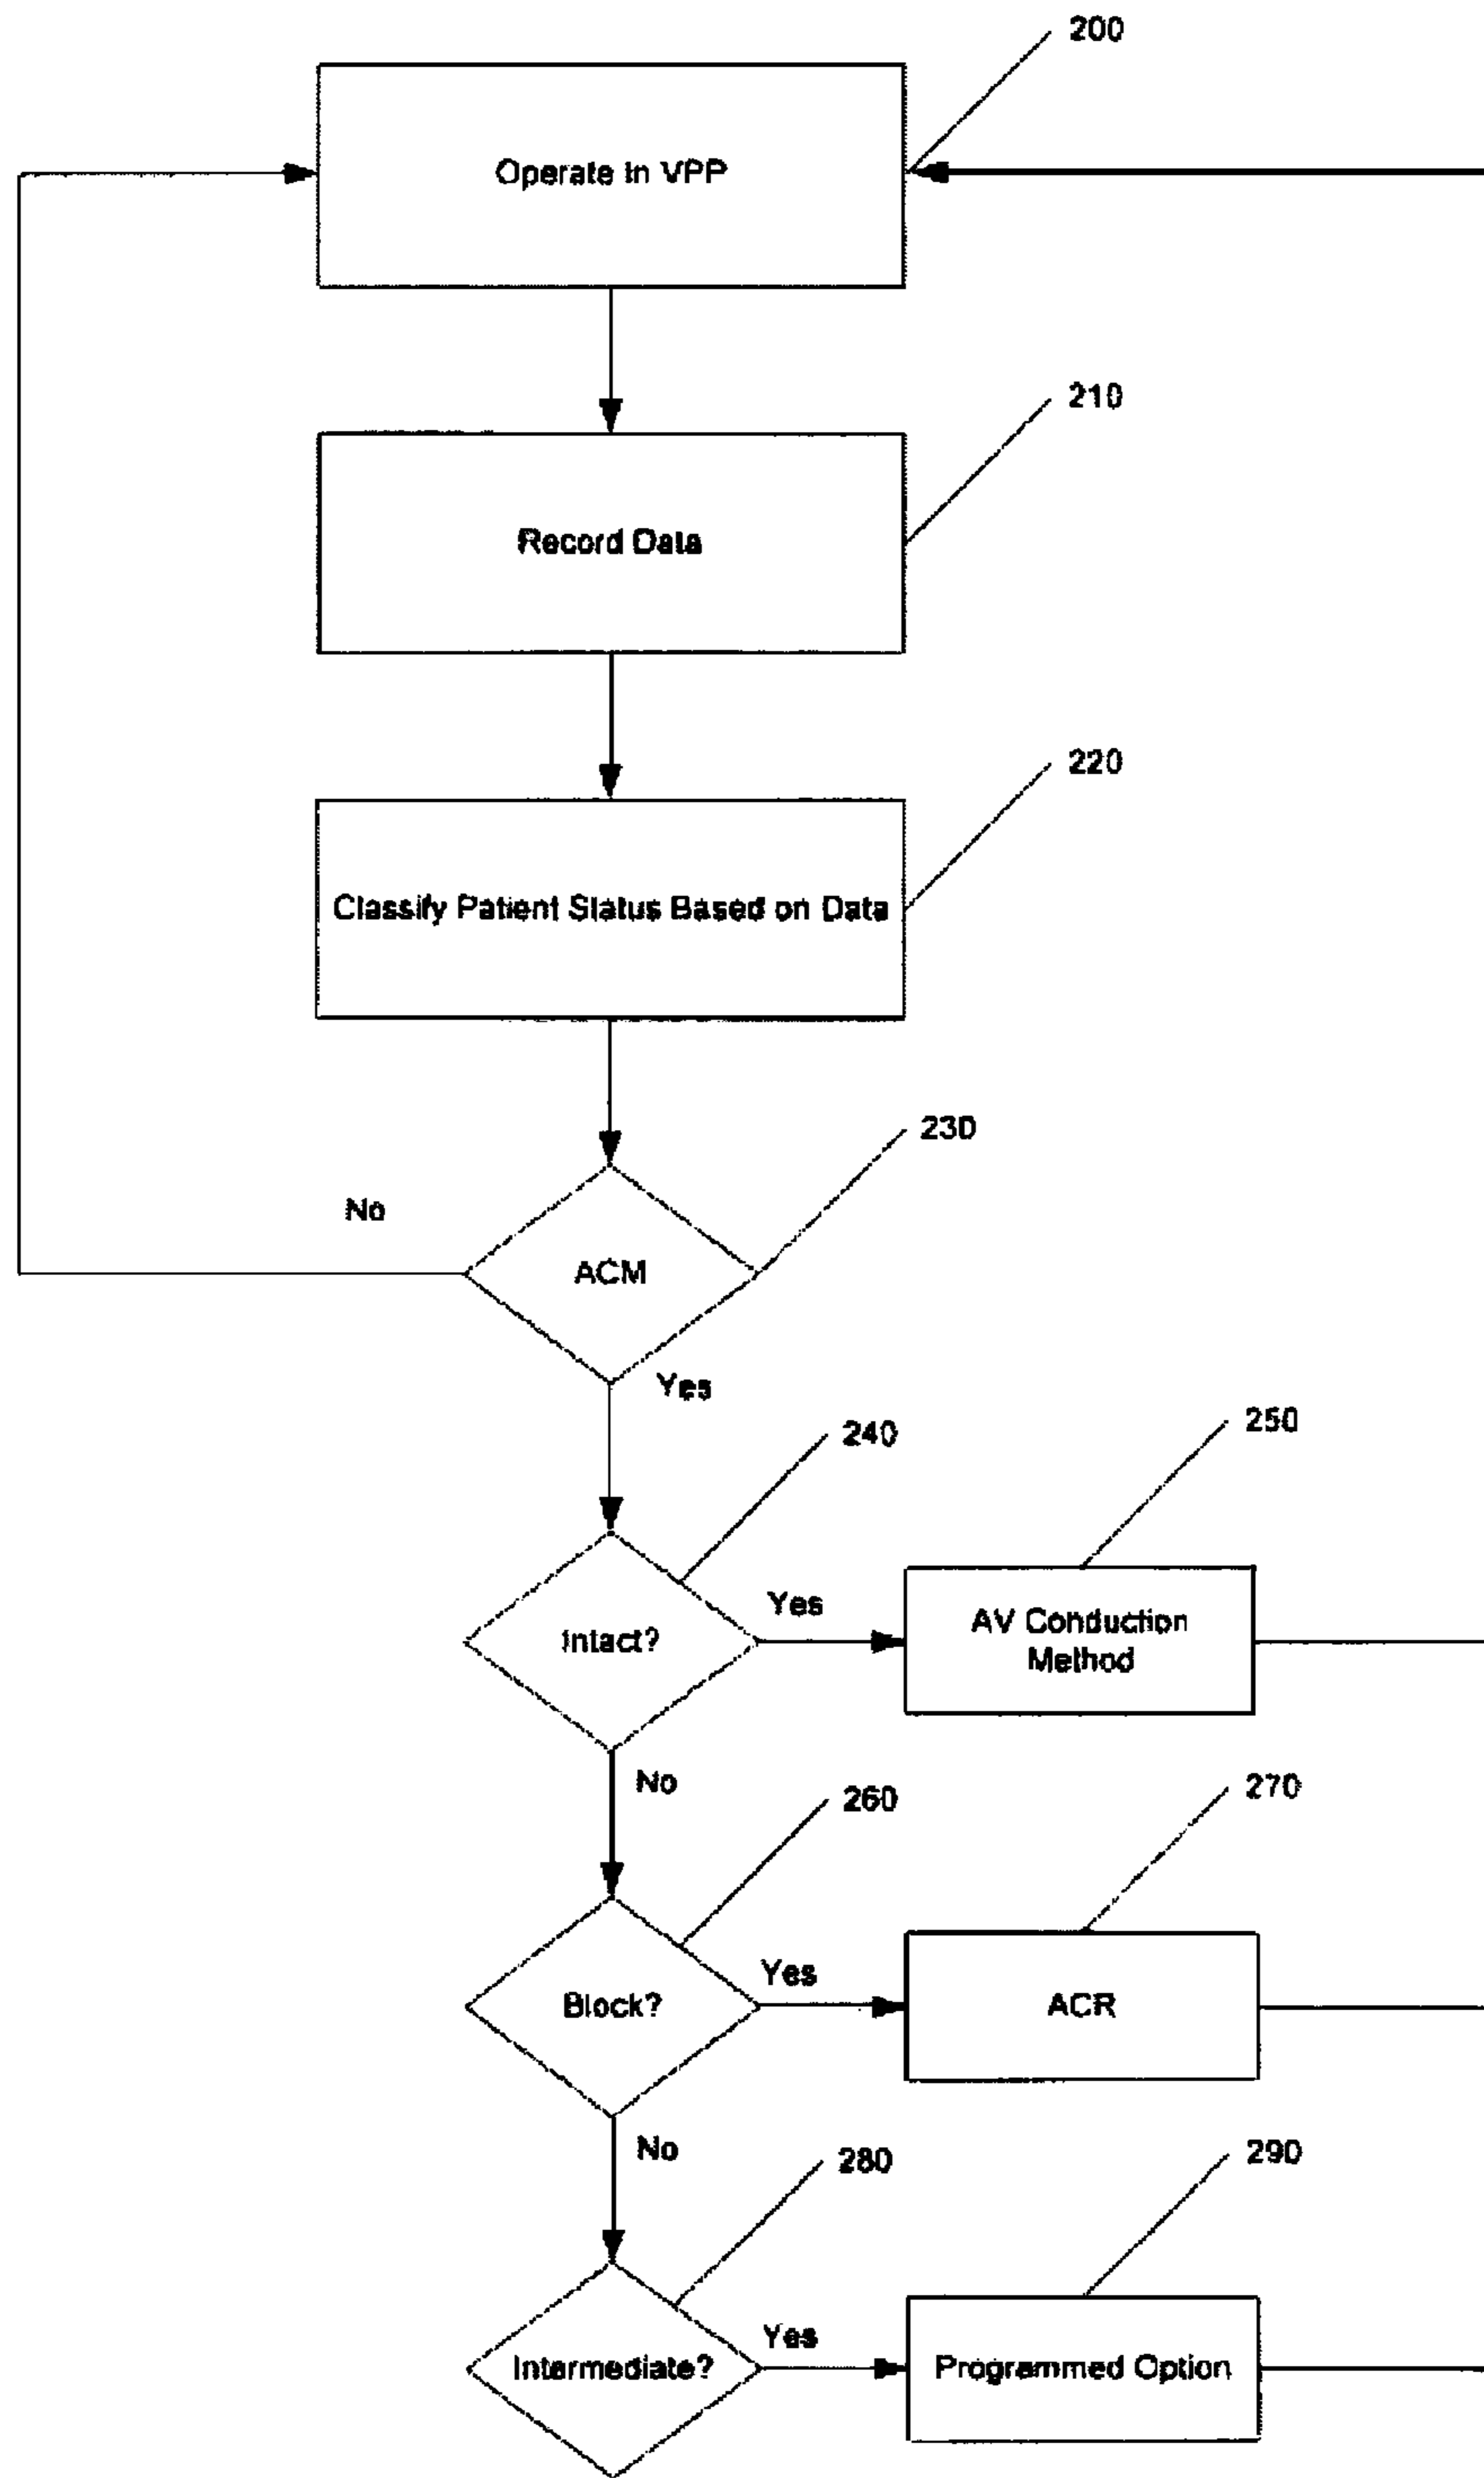 200
Operate in VPP
210
Record Data
220
Classify Patient Status Based on Data
230
No
ACM
Yes
240
250
Intact?
Yes
AV Conduction
Method
No
260
270
Block?
Yes
ACR
No
280
290
Intermediate?
Yes
Programmed Option